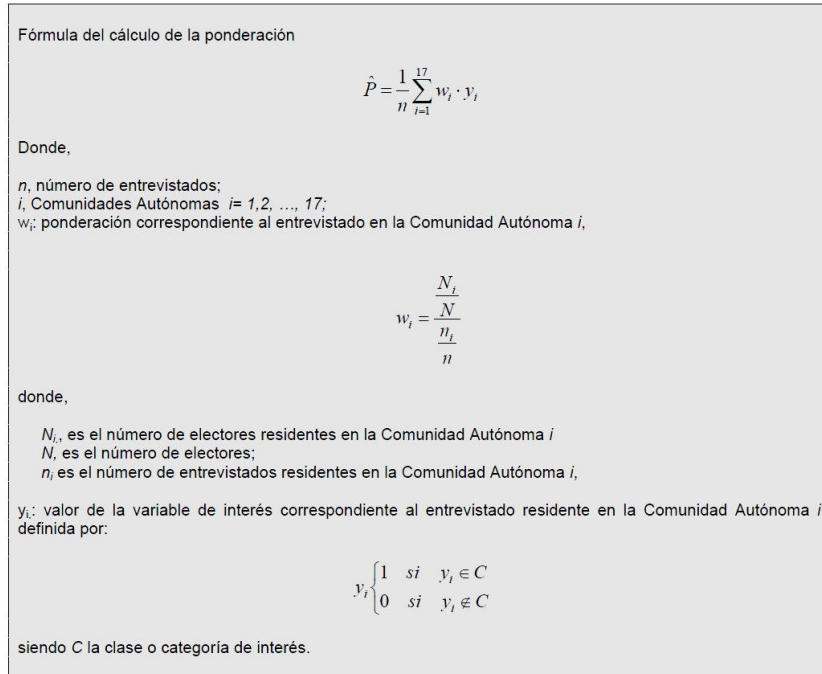 Fórmula del cálculo de la ponderación
P̂ = 1/n ∑_{i=1}^{17} w_i · y_i
Donde,
n, número de entrevistados;
i, Comunidades Autónomas i= 1,2, ..., 17;
w_i: ponderación correspondiente al entrevistado en la Comunidad Autónoma i,
w_i = (N_i / N) / (n_i / n)
donde,
N_i,, es el número de electores residentes en la Comunidad Autónoma i
N, es el número de electores;
n_i es el número de entrevistados residentes en la Comunidad Autónoma i,
y_i,: valor de la variable de interés correspondiente al entrevistado residente en la Comunidad Autónoma i
definida por:
y_i { 1 si y_i ∈ C
0 si y_i ∉ C
siendo C la clase o categoría de interés.